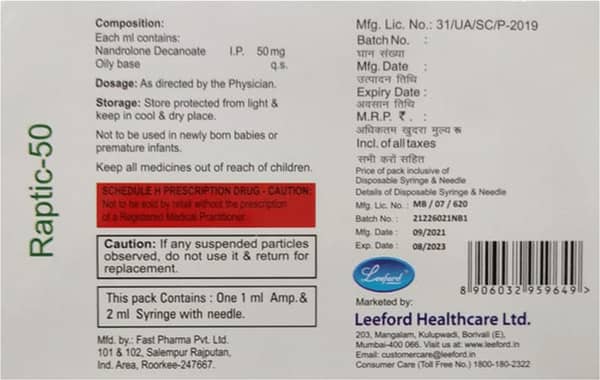 Raptic-50
Composition:
Each ml contains:
Nandrolone Decanoate I.P. 50mg
Oily base q.s.
Dosage: As directed by the Physician.
Storage: Store protected from light &
keep in cool & dry place.
Not to be used in newly born babies or
premature infants.
Keep all medicines out of reach of children.
SCHEDULE H PRESCRIPTION DRUG - CAUTION:
Not to be sold by retail without the prescription
of a Registered Medical Practitioner.
Caution: If any suspended particles
observed, do not use it & return for
replacement.
This pack Contains : One 1 ml Amp.&
2 ml Syringe with needle.
Mfd. by.: Fast Pharma Pvt. Ltd.
101 & 102, Salempur Rajputan,
Ind. Area, Roorkee-247667.
Mfg. Lic. No.: 31/UA/SC/P-2019
Batch No. :
घान संख्या
Mfg. Date :
उत्पादन तिथि
Expiry Date :
अवसान तिथि
M.R.P. ₹. :
अधिकतम खुदरा मुल्य रू
Incl. of all taxes
सभी करों सहित
Price of pack inclusive of
Disposable Syringe & Needle
Details of Disposable Syringe & Needle
Mfg. Lic. No.: MB / 07 / 620
Batch No. : 21226021NB1
Mfg. Date : 09/2021
Exp. Date : 08/2023
Leeford
8 906032 959649 >
Marketed by:
Leeford Healthcare Ltd.
203, Mangalam, Kulupwadi, Borivali (E),
Mumbai-400 066. Visit us at: www.leeford.in
Email: customercare@leeford.in
Consumer Care (Toll Free No.) 1800-180-2322